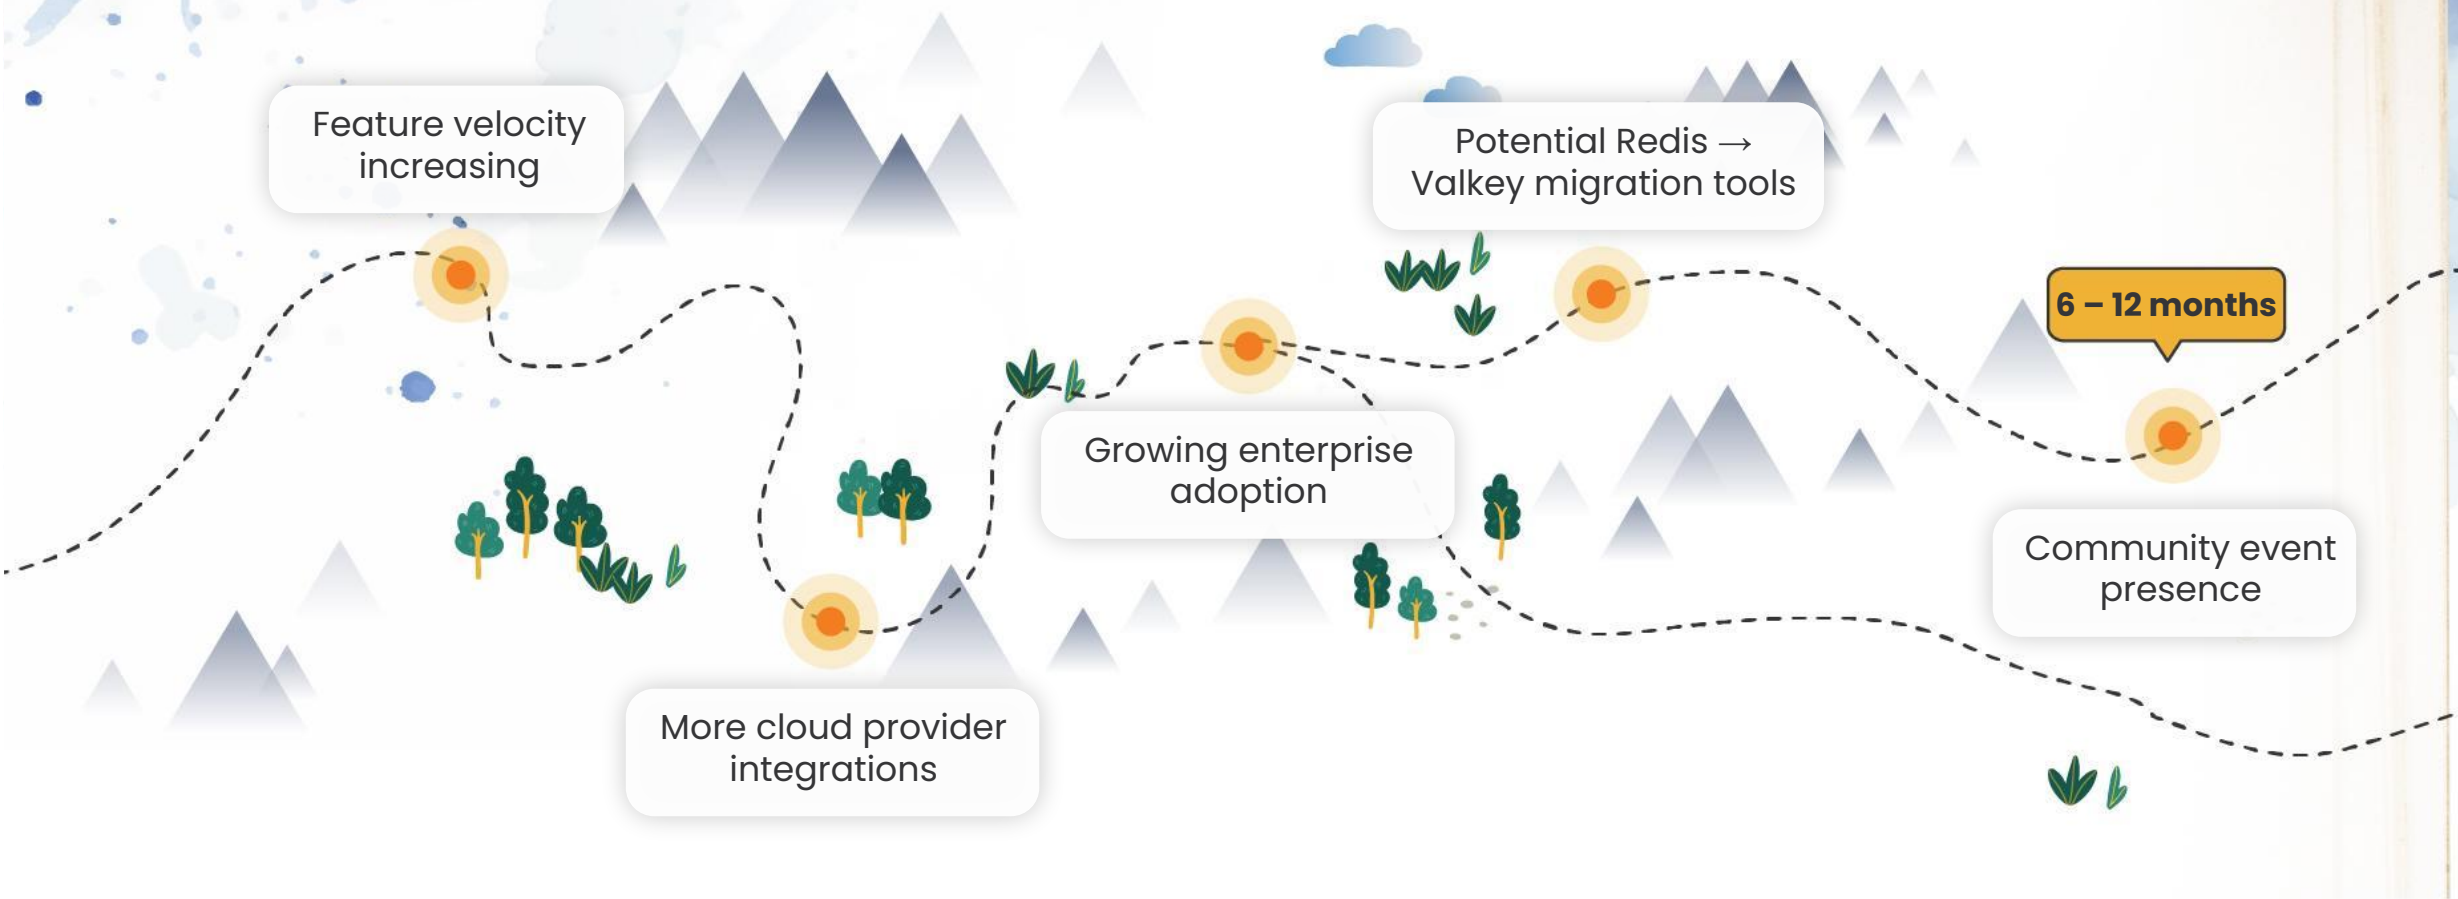 Feature velocity
increasing
More cloud provider
integrations
Growing enterprise
adoption
Potential Redis →
Valkey migration tools
6 – 12 months
Community event
presence